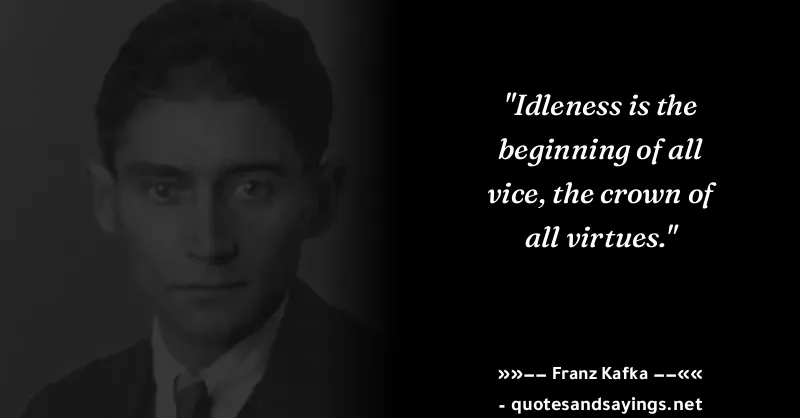 "Idleness is the
beginning of all
vice, the crown of
all virtues."
»»–– Franz Kafka ––««
- quotesandsayings.net